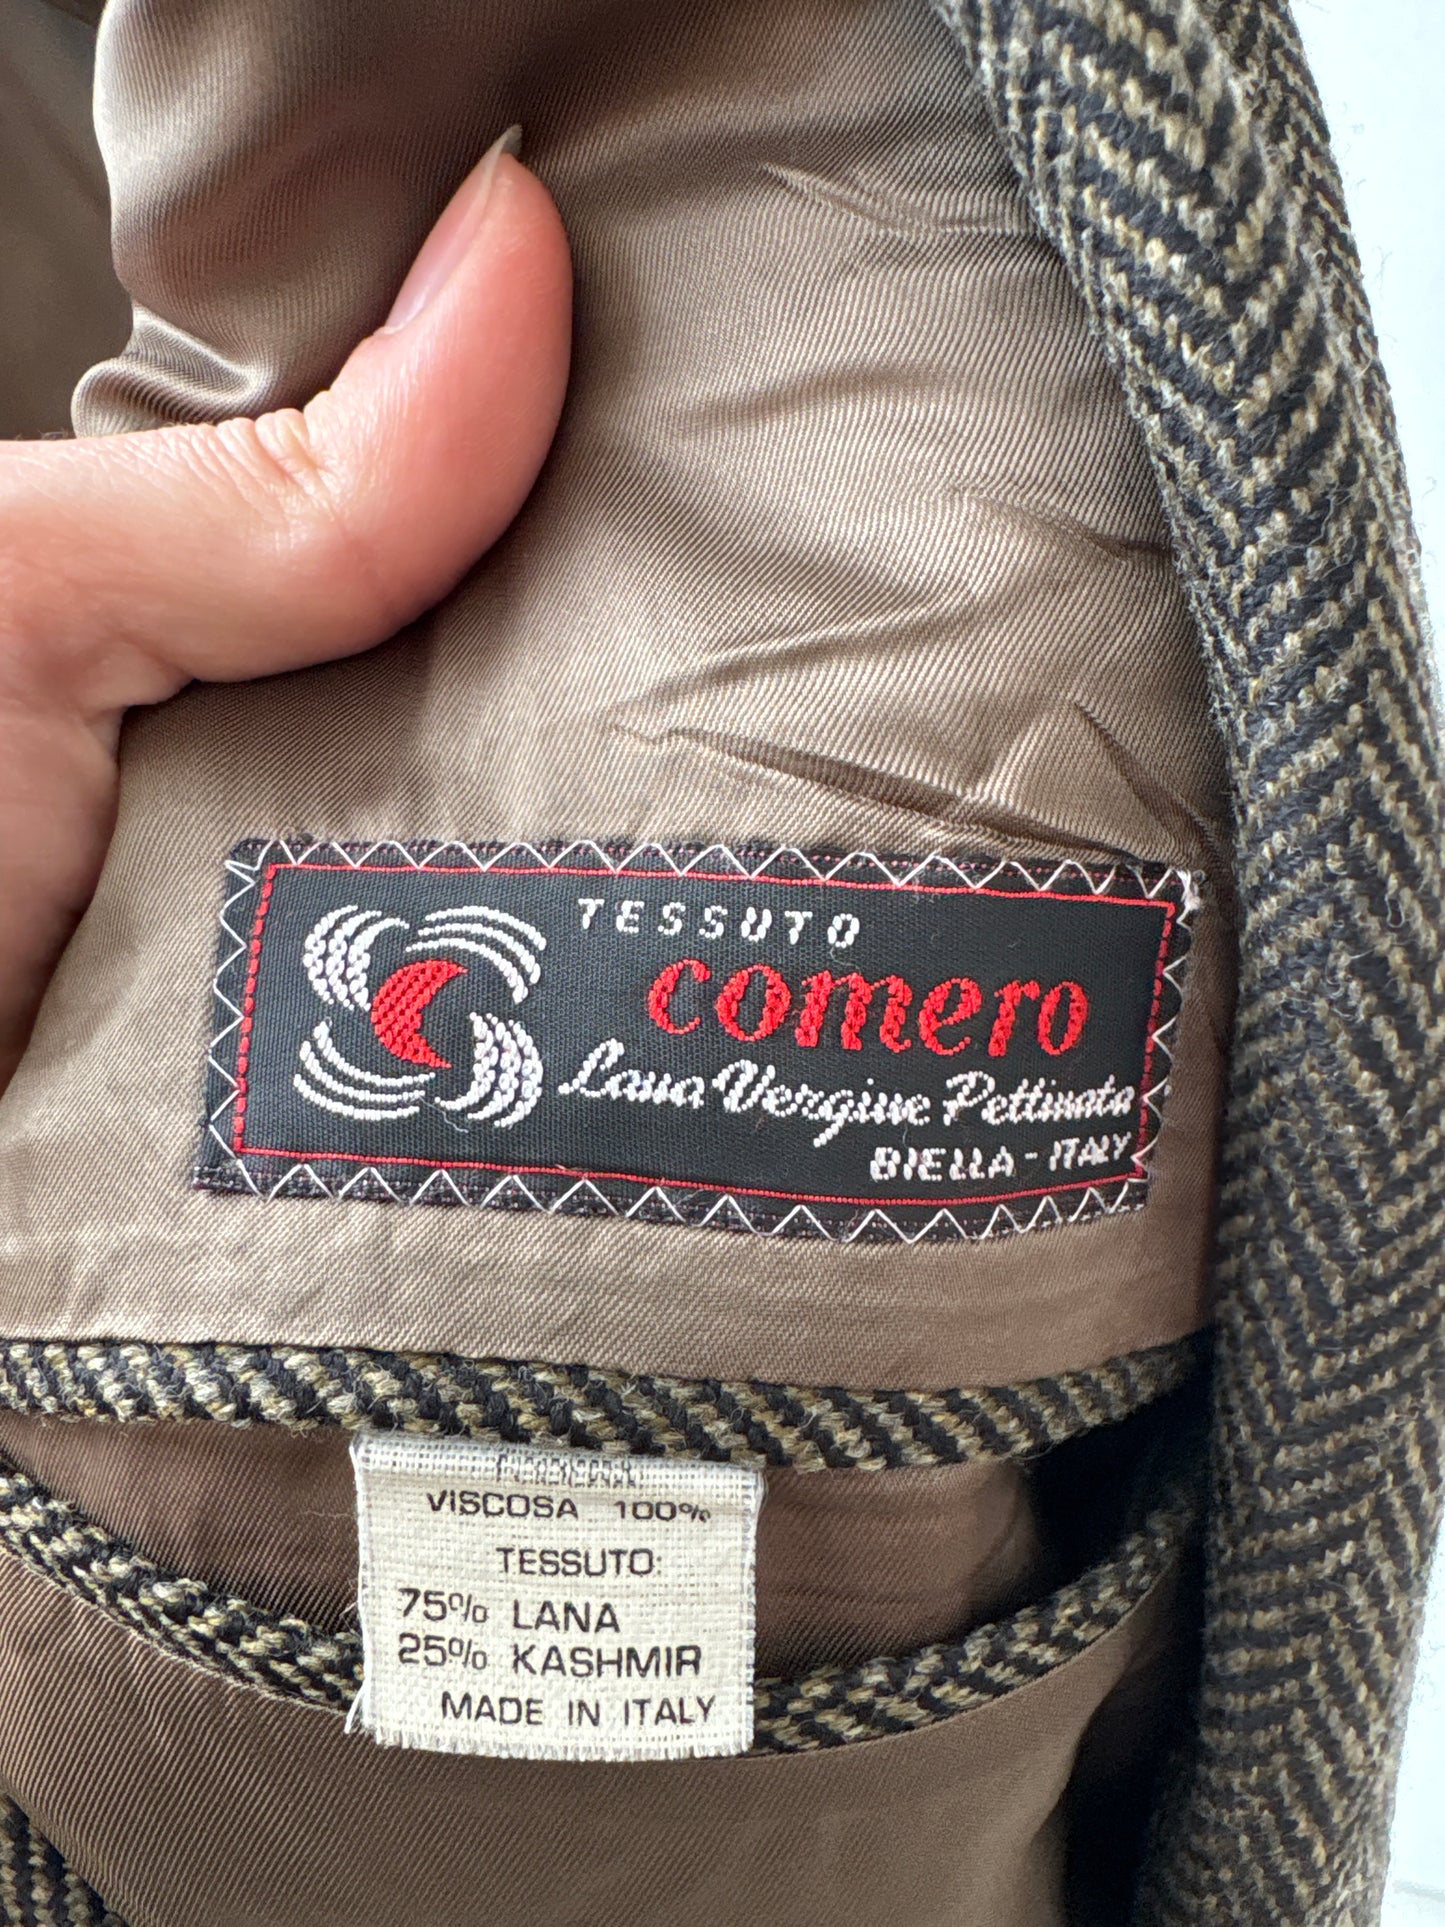 TESSUTO
comero
Lana Vergine Pettinata
BIELLA - ITALY
VISCOSA 100%
TESSUTO:
75% LANA
25% KASHMIR
MADE IN ITALY